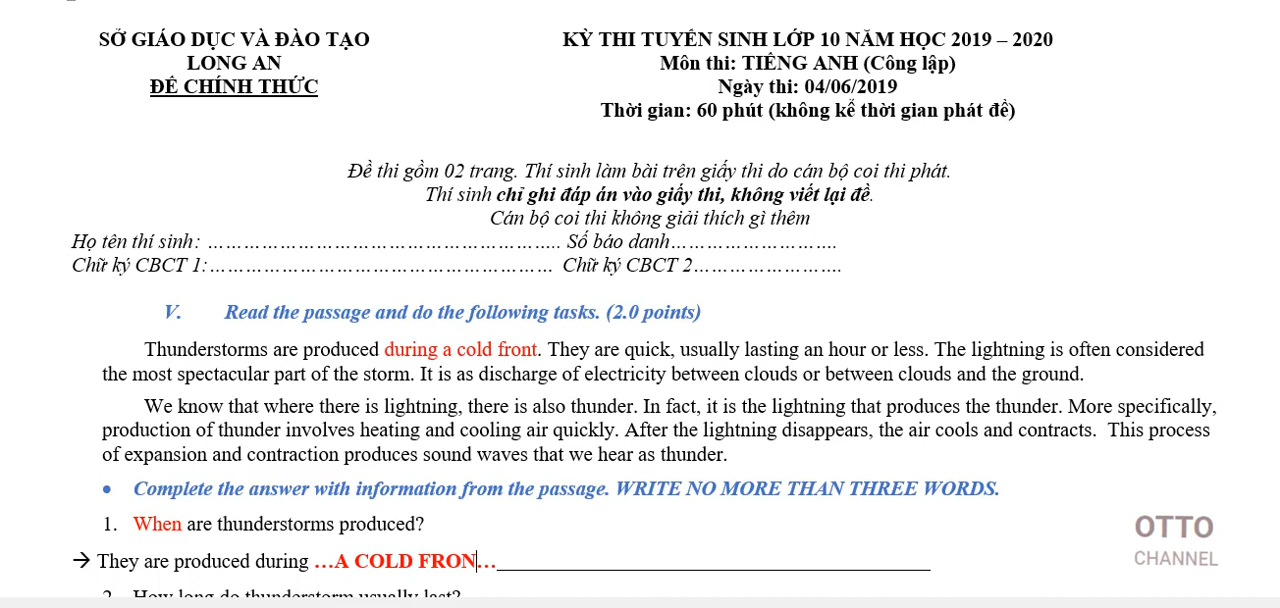 SỞ GIÁO DỤC VÀ ĐÀO TẠO
LONG AN
ĐỀ CHÍNH THỨC
KỲ THI TUYỂN SINH LỚP 10 NĂM HỌC 2019 – 2020
Môn thi: TIẾNG ANH (Công lập)
Ngày thi: 04/06/2019
Thời gian: 60 phút (không kể thời gian phát đề)
Đề thi gồm 02 trang. Thí sinh làm bài trên giấy thi do cán bộ coi thi phát.
Thí sinh chỉ ghi đáp án vào giấy thi, không viết lại đề.
Cán bộ coi thi không giải thích gì thêm
Họ tên thí sinh: ………………………………………………….. Số báo danh……………………….
Chữ ký CBCT 1:………………………………………………… Chữ ký CBCT 2…………………….
V. Read the passage and do the following tasks. (2.0 points)
Thunderstorms are produced during a cold front. They are quick, usually lasting an hour or less. The lightning is often considered
the most spectacular part of the storm. It is as discharge of electricity between clouds or between clouds and the ground.
We know that where there is lightning, there is also thunder. In fact, it is the lightning that produces the thunder. More specifically,
production of thunder involves heating and cooling air quickly. After the lightning disappears, the air cools and contracts. This process
of expansion and contraction produces sound waves that we hear as thunder.
• Complete the answer with information from the passage. WRITE NO MORE THAN THREE WORDS.
1. When are thunderstorms produced?
→ They are produced during …A COLD FRON…___________________________________________
2. How long do thunderstorm usually last?
OTTO
CHANNEL